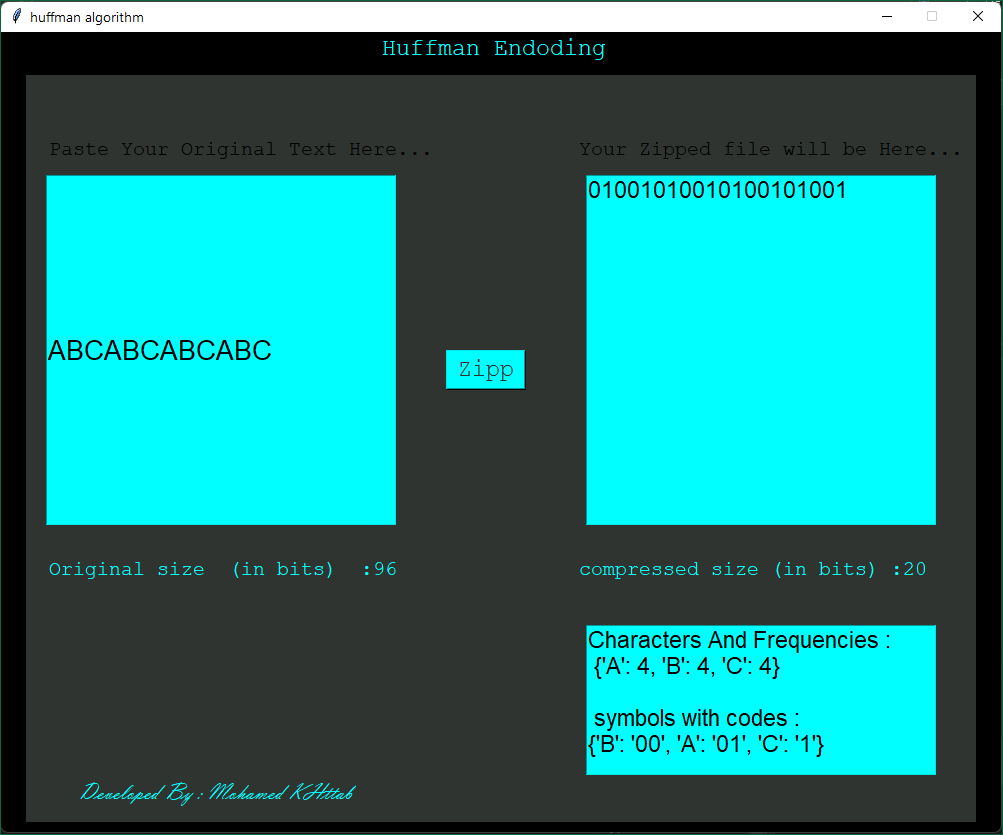 huffman algorithm
Huffman Endoding
Paste Your Original Text Here...
Your Zipped file will be Here...
01001010010100101001
ABCABCABCABC
Zipp
Original size (in bits) :96
compressed size (in bits) :20
Characters And Frequencies :
{'A': 4, 'B': 4, 'C': 4}
symbols with codes :
{'B': '00', 'A': '01', 'C': '1'}
Developed By : Mohamed KHttab